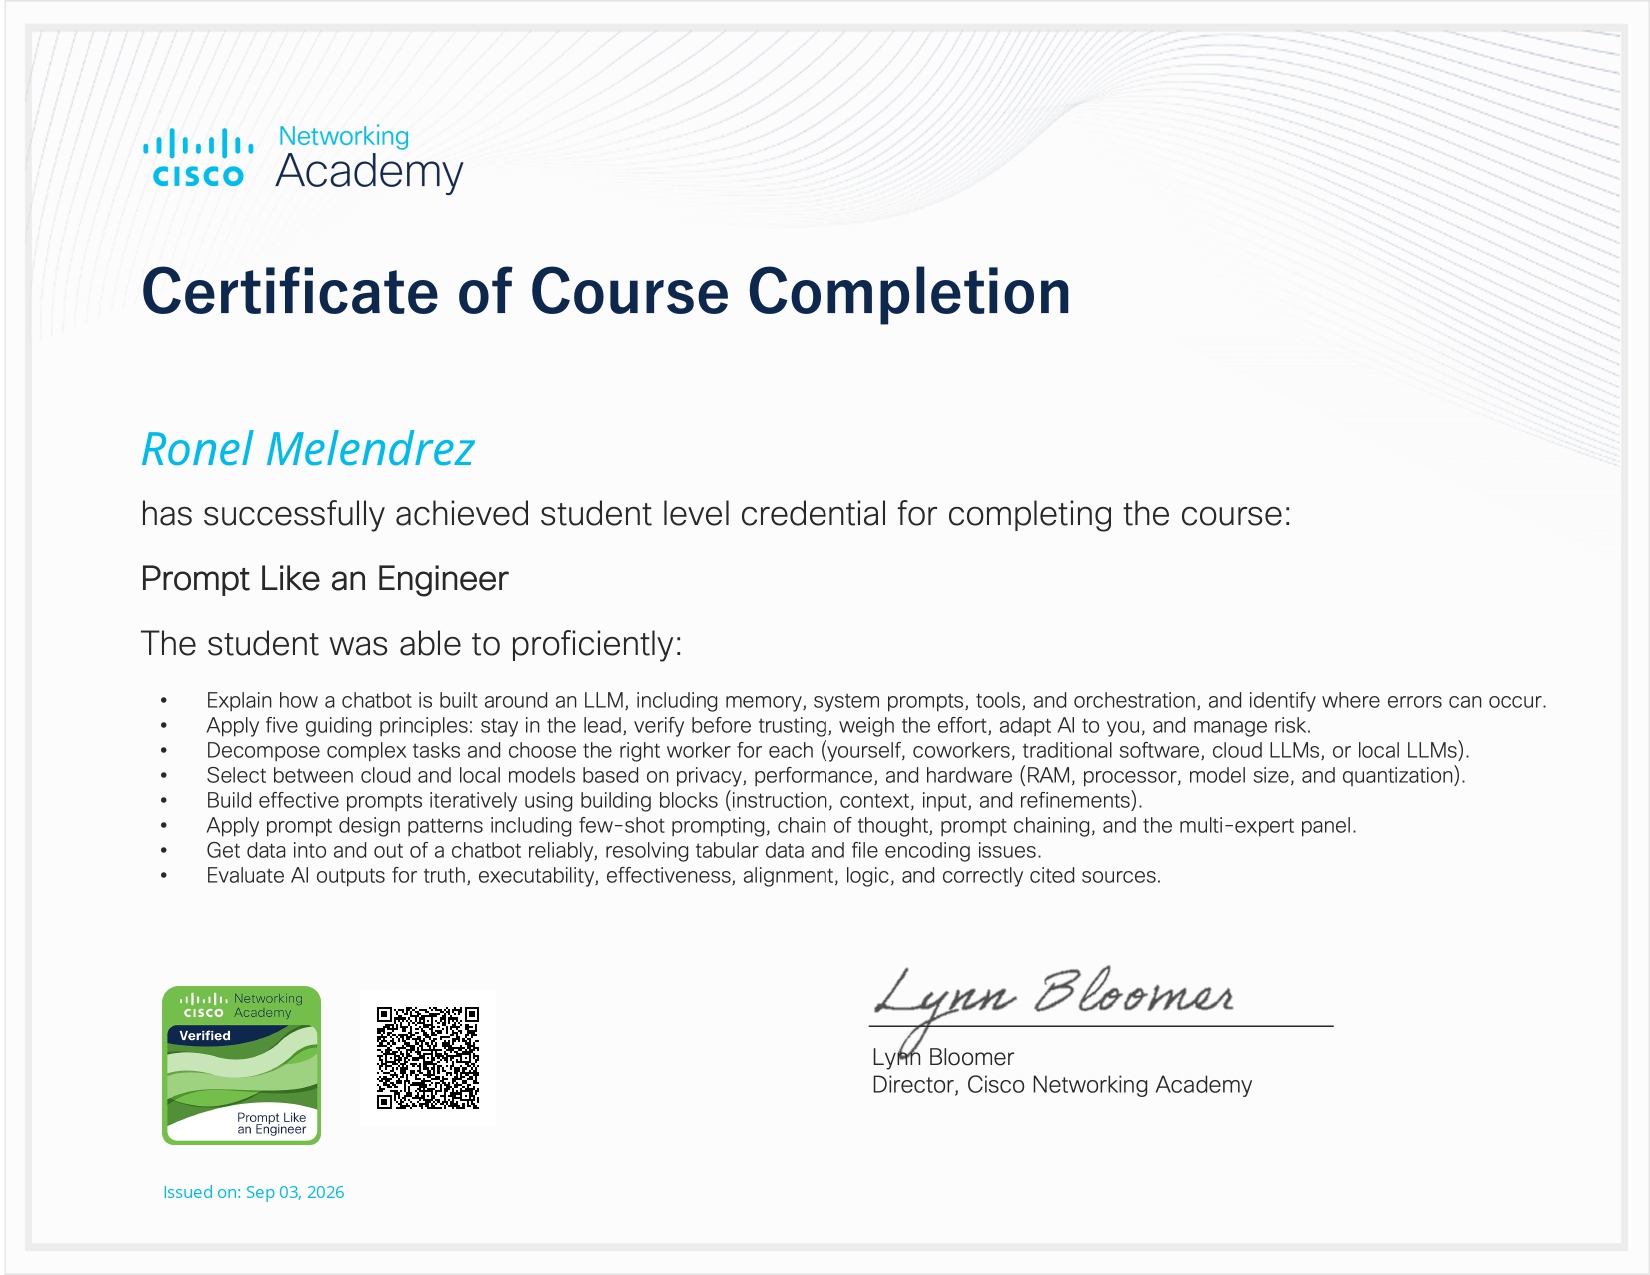 Networking
CISCO Academy
Certificate of Course Completion
Ronel Melendrez
has successfully achieved student level credential for completing the course:
Prompt Like an Engineer
The student was able to proficiently:
• Explain how a chatbot is built around an LLM, including memory, system prompts, tools, and orchestration, and identify where errors can occur.
• Apply five guiding principles: stay in the lead, verify before trusting, weigh the effort, adapt AI to you, and manage risk.
• Decompose complex tasks and choose the right worker for each (yourself, coworkers, traditional software, cloud LLMs, or local LLMs).
• Select between cloud and local models based on privacy, performance, and hardware (RAM, processor, model size, and quantization).
• Build effective prompts iteratively using building blocks (instruction, context, input, and refinements).
• Apply prompt design patterns including few-shot prompting, chain of thought, prompt chaining, and the multi-expert panel.
• Get data into and out of a chatbot reliably, resolving tabular data and file encoding issues.
• Evaluate AI outputs for truth, executability, effectiveness, alignment, logic, and correctly cited sources.
Networking
CISCO Academy
Verified
Prompt Like
an Engineer
Lynn Bloomer
Lynn Bloomer
Director, Cisco Networking Academy
Issued on: Sep 03, 2026